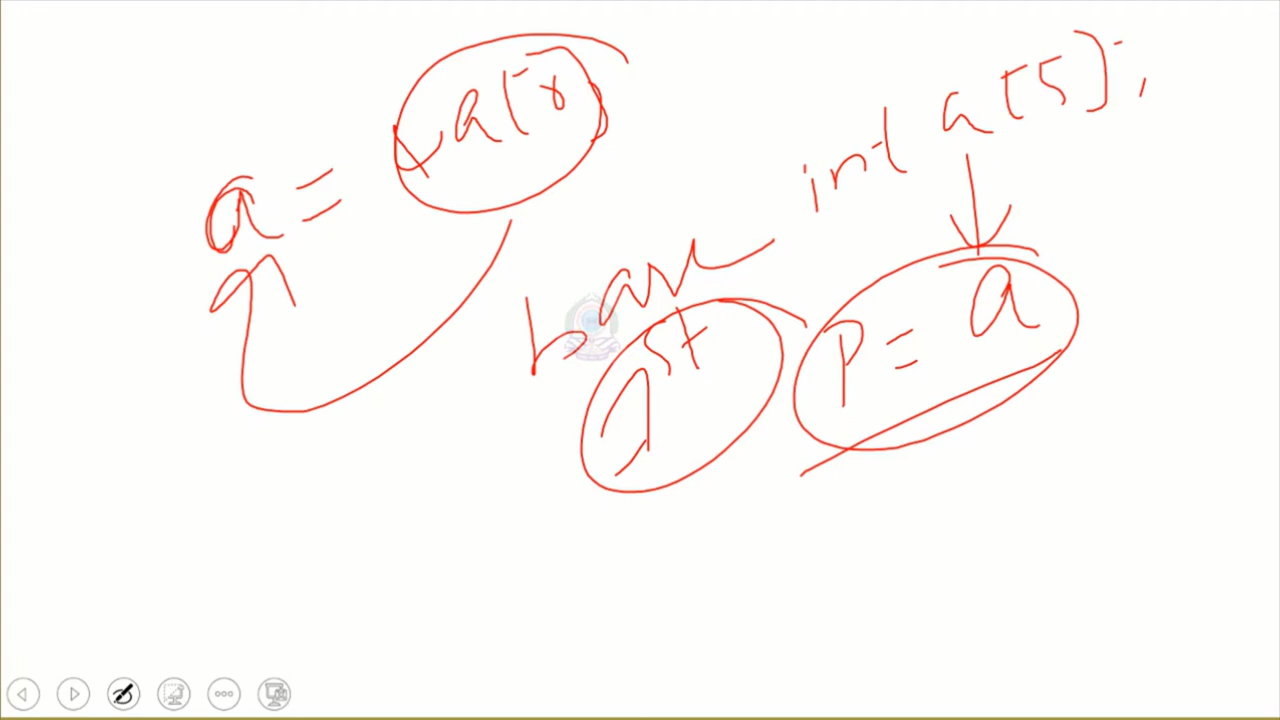 int a[5];
a = &a[0]
base
1st
p = a